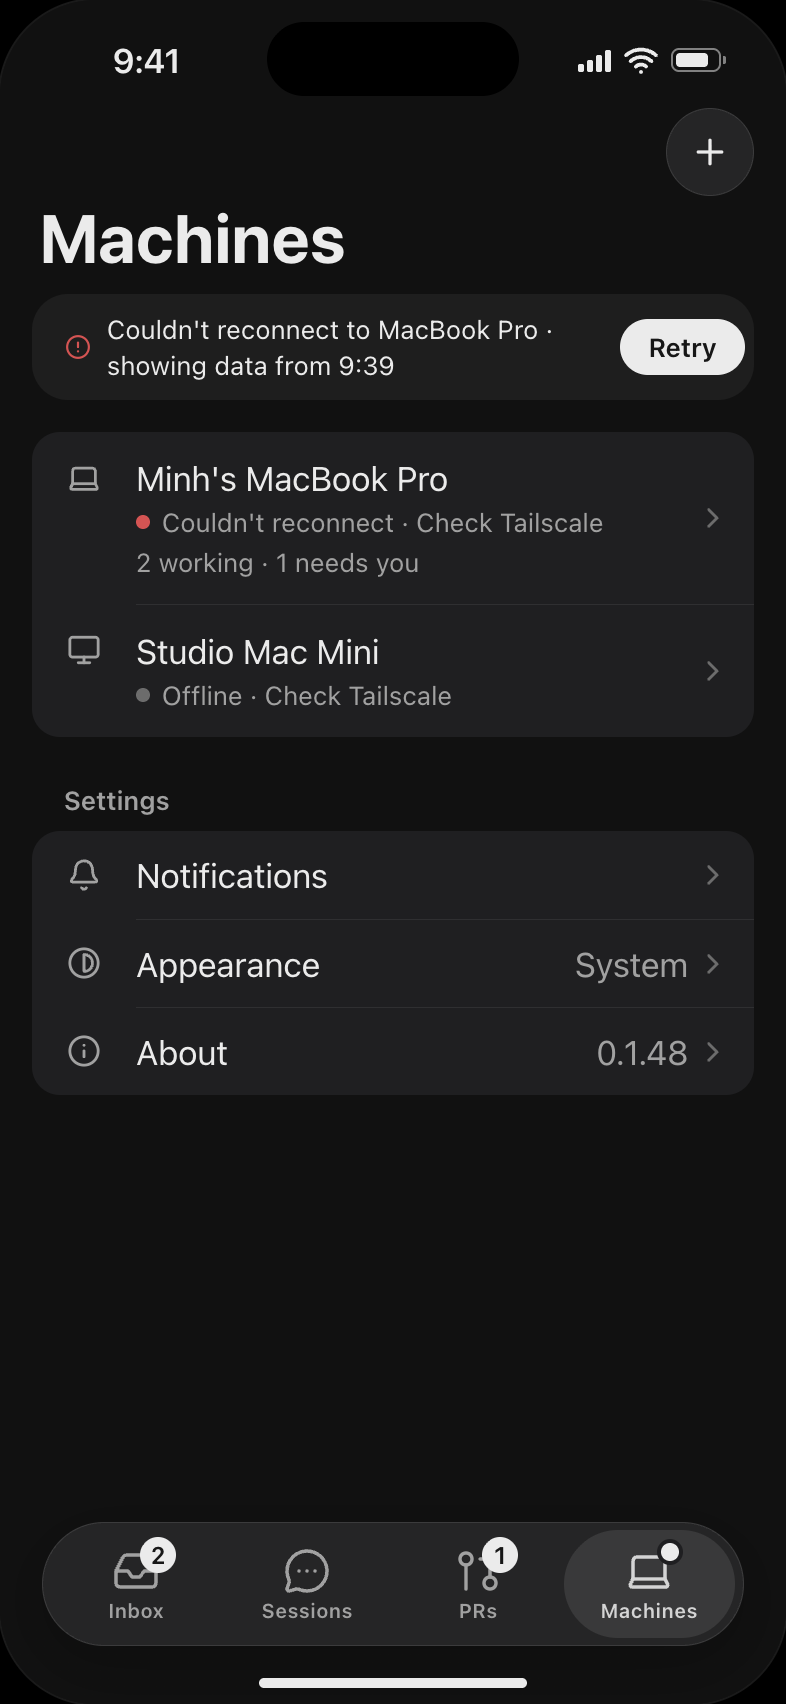 9:41
Machines
Couldn't reconnect to MacBook Pro ·
showing data from 9:39
Retry
Minh's MacBook Pro
Couldn't reconnect · Check Tailscale
2 working · 1 needs you
Studio Mac Mini
Offline · Check Tailscale
Settings
Notifications
Appearance
System
About
0.1.48
2
1
Inbox
Sessions
PRs
Machines